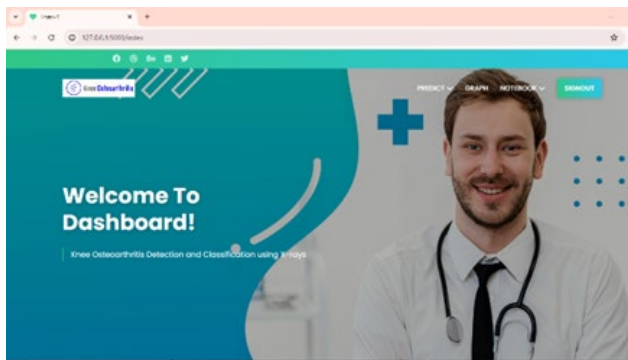 127.0.0.1:5000/index
Knee Osteoarthritis
PREDICT GRAPH NOTEBOOK SIGNOUT
Welcome To
Dashboard!
Knee Osteoarthritis Detection and Classification using X-rays